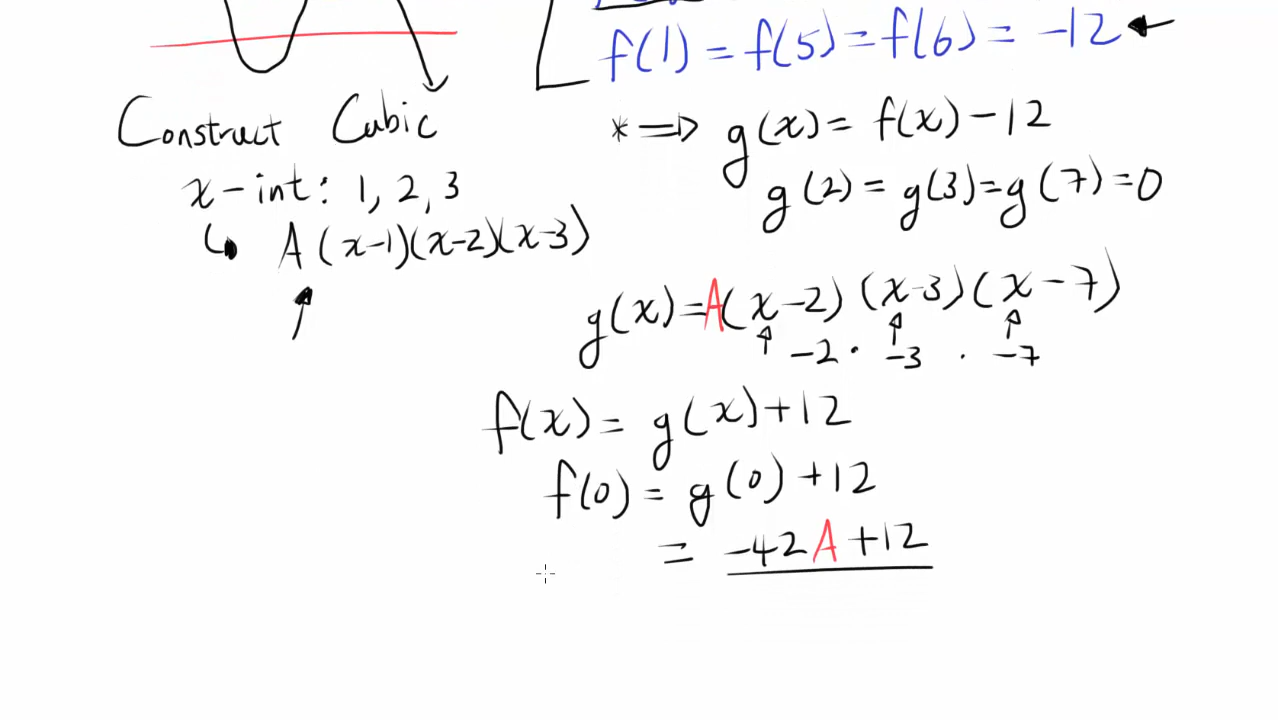 f(1) = f(5) = f(6) = -12
Construct Cubic
x-int: 1, 2, 3
A(x-1)(x-2)(x-3)
* ⇒ g(x) = f(x) - 12
g(2) = g(3) = g(7) = 0
g(x) = A(x-2)(x-3)(x-7)
-2 · -3 · -7
f(x) = g(x) + 12
f(0) = g(0) + 12
= -42A + 12